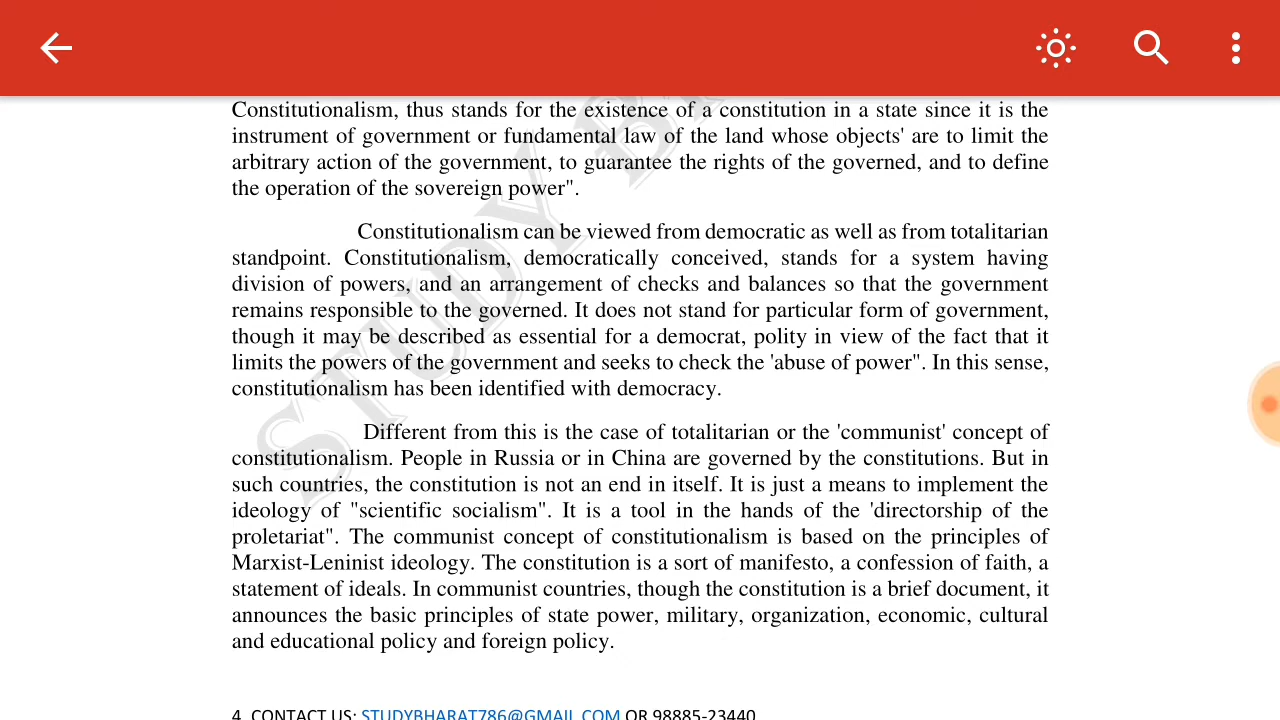 Constitutionalism, thus stands for the existence of a constitution in a state since it is the
instrument of government or fundamental law of the land whose objects' are to limit the
arbitrary action of the government, to guarantee the rights of the governed, and to define
the operation of the sovereign power".
Constitutionalism can be viewed from democratic as well as from totalitarian
standpoint. Constitutionalism, democratically conceived, stands for a system having
division of powers, and an arrangement of checks and balances so that the government
remains responsible to the governed. It does not stand for particular form of government,
though it may be described as essential for a democrat, polity in view of the fact that it
limits the powers of the government and seeks to check the 'abuse of power". In this sense,
constitutionalism has been identified with democracy.
Different from this is the case of totalitarian or the 'communist' concept of
constitutionalism. People in Russia or in China are governed by the constitutions. But in
such countries, the constitution is not an end in itself. It is just a means to implement the
ideology of "scientific socialism". It is a tool in the hands of the 'directorship of the
proletariat". The communist concept of constitutionalism is based on the principles of
Marxist-Leninist ideology. The constitution is a sort of manifesto, a confession of faith, a
statement of ideals. In communist countries, though the constitution is a brief document, it
announces the basic principles of state power, military, organization, economic, cultural
and educational policy and foreign policy.
4 CONTACT US: STUDYBHARAT786@GMAIL.COM OR 98885-23440
STUDY B